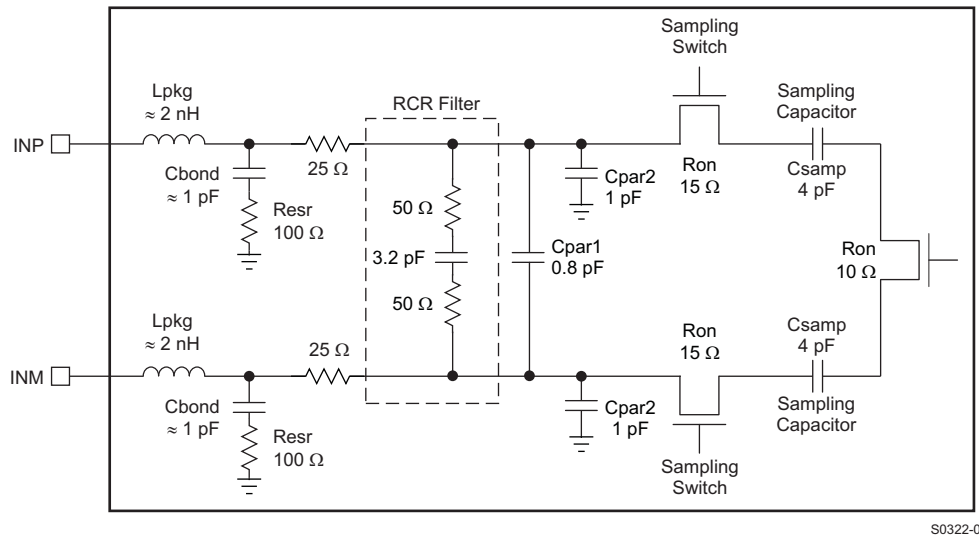 Sampling
Switch
Lpkg
≈ 2 nH
RCR Filter
Sampling
Capacitor
INP
Cbond
≈ 1 pF
25 Ω
Resr
100 Ω
50 Ω
3.2 pF
50 Ω
Cpar1
0.8 pF
Cpar2
1 pF
Ron
15 Ω
Csamp
4 pF
Ron
10 Ω
Lpkg
≈ 2 nH
25 Ω
Ron
15 Ω
Csamp
4 pF
INM
Cbond
≈ 1 pF
Resr
100 Ω
Cpar2
1 pF
Sampling
Capacitor
Sampling
Switch